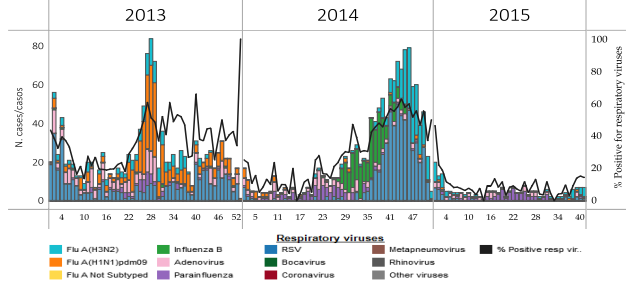 2013 2014 2015
N. cases/casos
80
60
40
20
0
100
80
60
40
20
0
% Positive for respiratory viruses
4 10 16 22 28 34 40 46 52 5 11 17 23 29 35 41 47 4 10 16 22 28 34 40
Respiratory viruses
Flu A(H3N2) Influenza B RSV Metapneumovirus % Positive resp vir..
Flu A(H1N1)pdm09 Adenovirus Bocavirus Rhinovirus
Flu A Not Subtyped Parainfluenza Coronavirus Other viruses